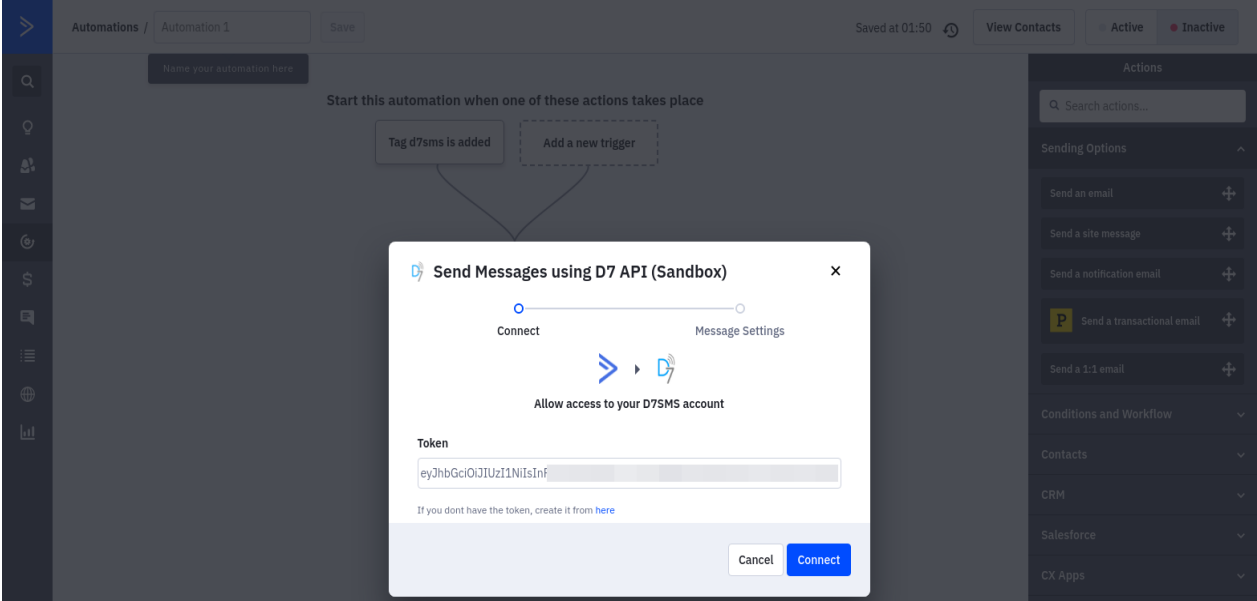 Automations / Automation 1 Save Saved at 01:50 View Contacts Active Inactive
Name your automation here
Actions
Start this automation when one of these actions takes place
Search actions...
Tag d7sms is added Add a new trigger
Sending Options
Send an email
Send a site message
Send a notification email
P Send a transactional email
Send a 1:1 email
Conditions and Workflow
Contacts
CRM
Salesforce
CX Apps
D7 Send Messages using D7 API (Sandbox)
Connect Message Settings
D7
Allow access to your D7SMS account
Token
eyJhbGciOiJIUzI1NiIsIn
If you dont have the token, create it from here
Cancel Connect